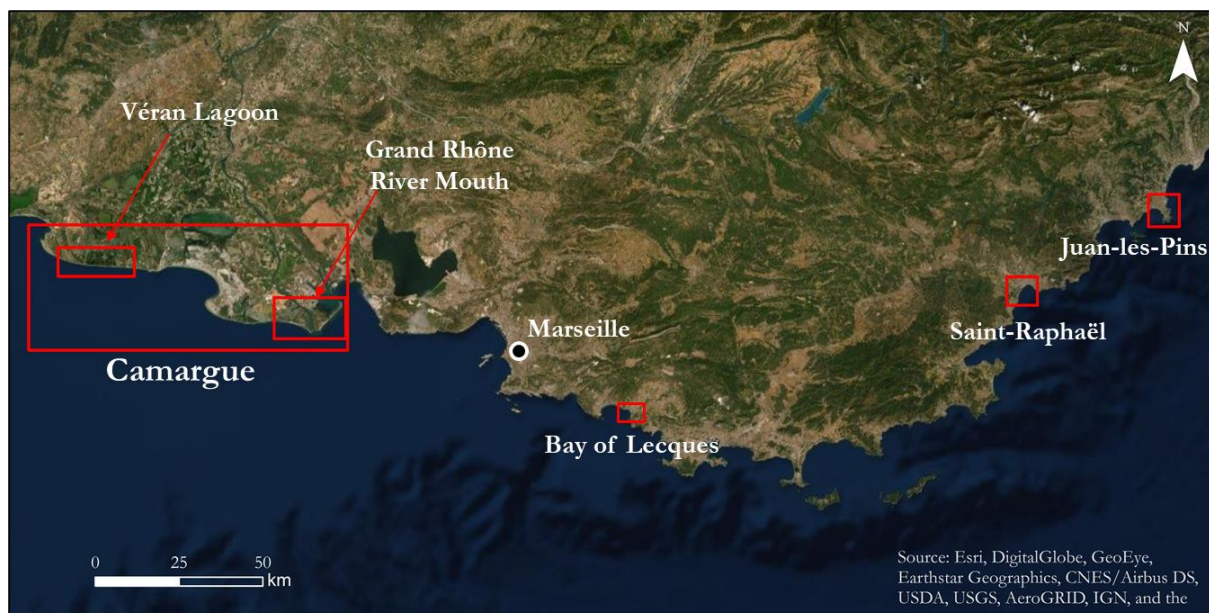 N
Véran Lagoon
Grand Rhône
River Mouth
Juan-les-Pins
Saint-Raphaël
Marseille
Camargue
Bay of Lecques
0 25 50
km
Source: Esri, DigitalGlobe, GeoEye,
Earthstar Geographics, CNES/Airbus DS,
USDA, USGS, AeroGRID, IGN, and the